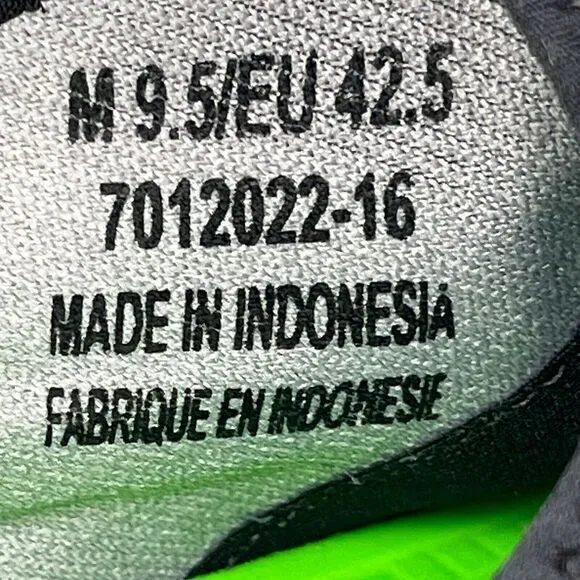 M 9.5/EU 42.5
7012022-16
MADE IN INDONESIA
FABRIQUE EN INDONESIE